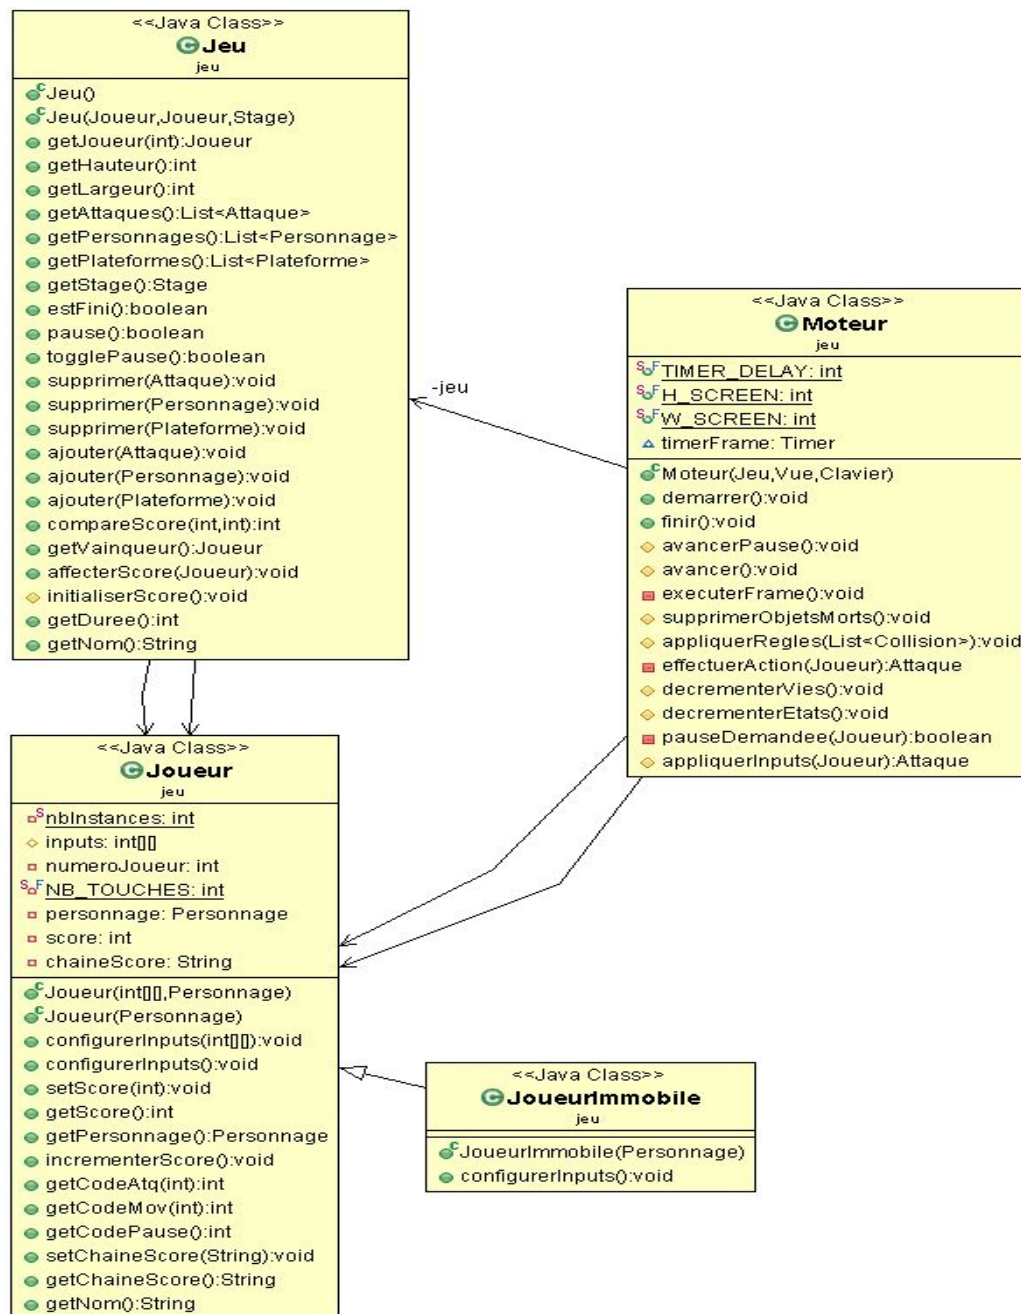 <<Java Class>>
Jeu
jeu
Jeu()
Jeu(Joueur,Joueur,Stage)
getJoueur(int):Joueur
getHauteur():int
getLargeur():int
getAttaques():List<Attaque>
getPersonnages():List<Personnage>
getPlateformes():List<Plateforme>
getStage():Stage
estFini():boolean
pause():boolean
togglePause():boolean
supprimer(Attaque):void
supprimer(Personnage):void
supprimer(Plateforme):void
ajouter(Attaque):void
ajouter(Personnage):void
ajouter(Plateforme):void
compareScore(int,int):int
getVainqueur():Joueur
affecterScore(Joueur):void
initialiserScore():void
getDuree():int
getNom():String
-jeu
<<Java Class>>
Moteur
jeu
TIMER_DELAY: int
H_SCREEN: int
W_SCREEN: int
timerFrame: Timer
Moteur(Jeu,Vue,Clavier)
demarrer():void
finir():void
avancerPause():void
avancer():void
executerFrame():void
supprimerObjetsMorts():void
appliquerRegles(List<Collision>):void
effectuerAction(Joueur):Attaque
decrementerVies():void
decrementerEtats():void
pauseDemandee(Joueur):boolean
appliquerInputs(Joueur):Attaque
<<Java Class>>
Joueur
jeu
nbInstances: int
inputs: int[][]
numeroJoueur: int
NB_TOUCHES: int
personnage: Personnage
score: int
chaineScore: String
Joueur(int[][],Personnage)
Joueur(Personnage)
configurerInputs(int[][]):void
configurerInputs():void
setScore(int):void
getScore():int
getPersonnage():Personnage
incrementerScore():void
getCodeAtq(int):int
getCodeMov(int):int
getCodePause():int
setChaineScore(String):void
getChaineScore():String
getNom():String
<<Java Class>>
JoueurImmobile
jeu
JoueurImmobile(Personnage)
configurerInputs():void